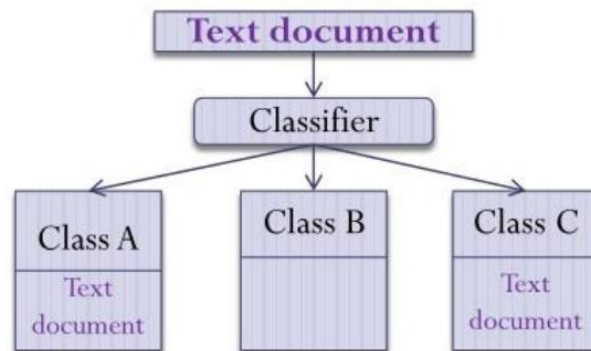 Text document
Classifier
Class A
Class B
Class C
Text
document
Text
document